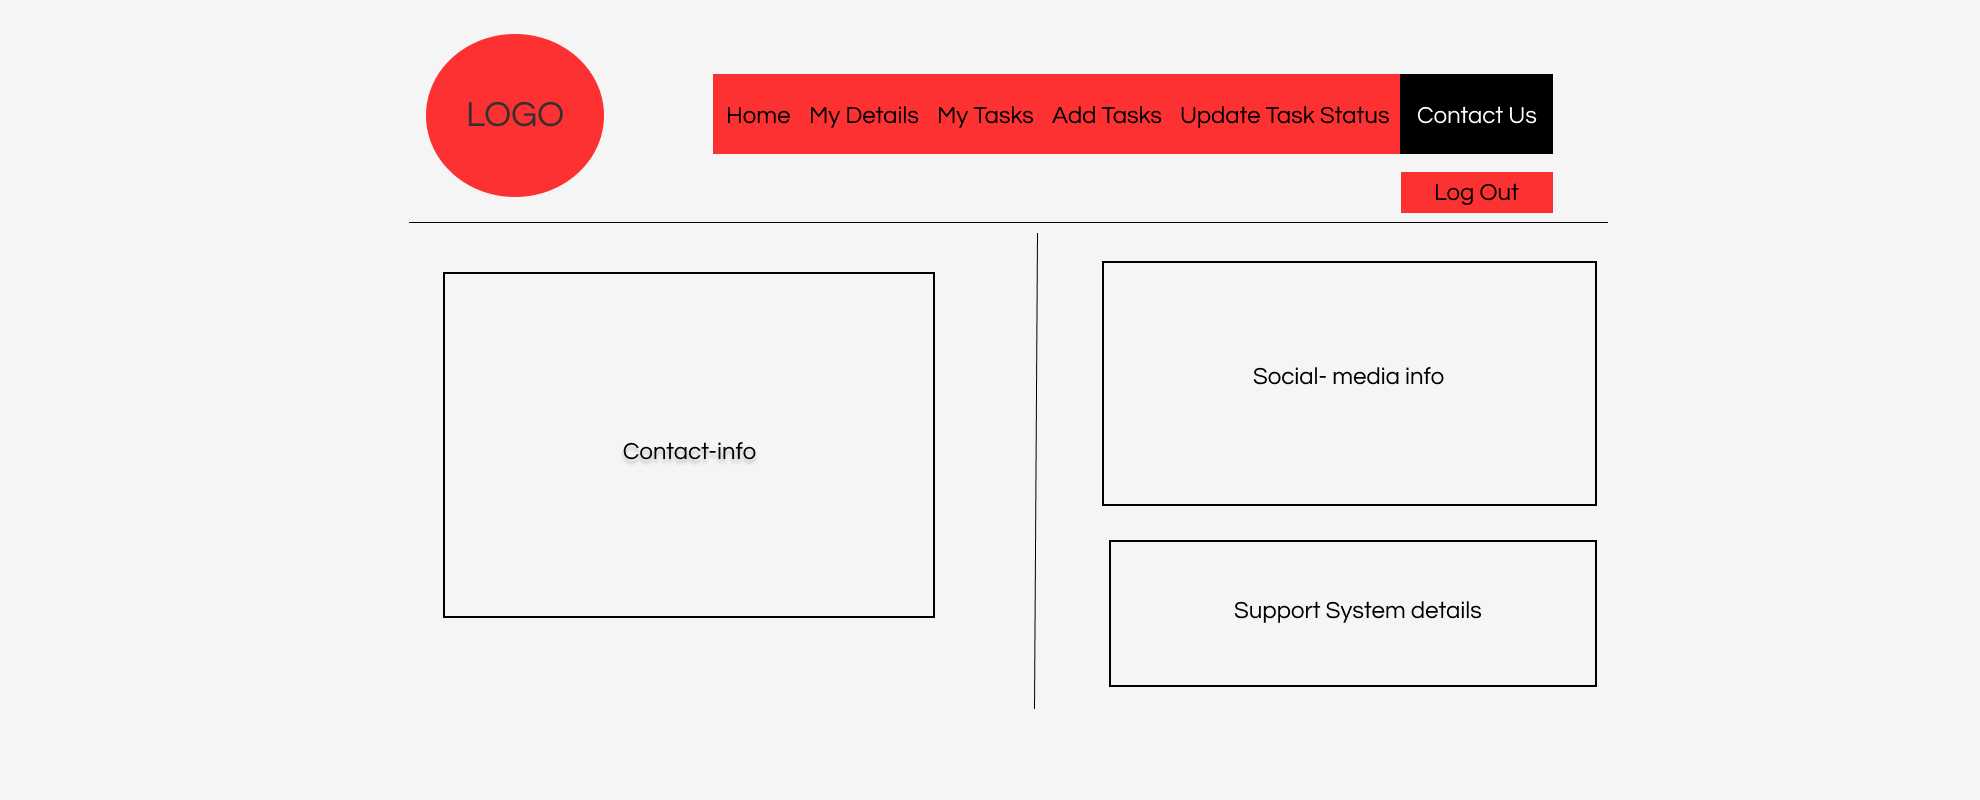 LOGO
Home My Details My Tasks Add Tasks Update Task Status Contact Us
Log Out
Contact-info
Social- media info
Support System details